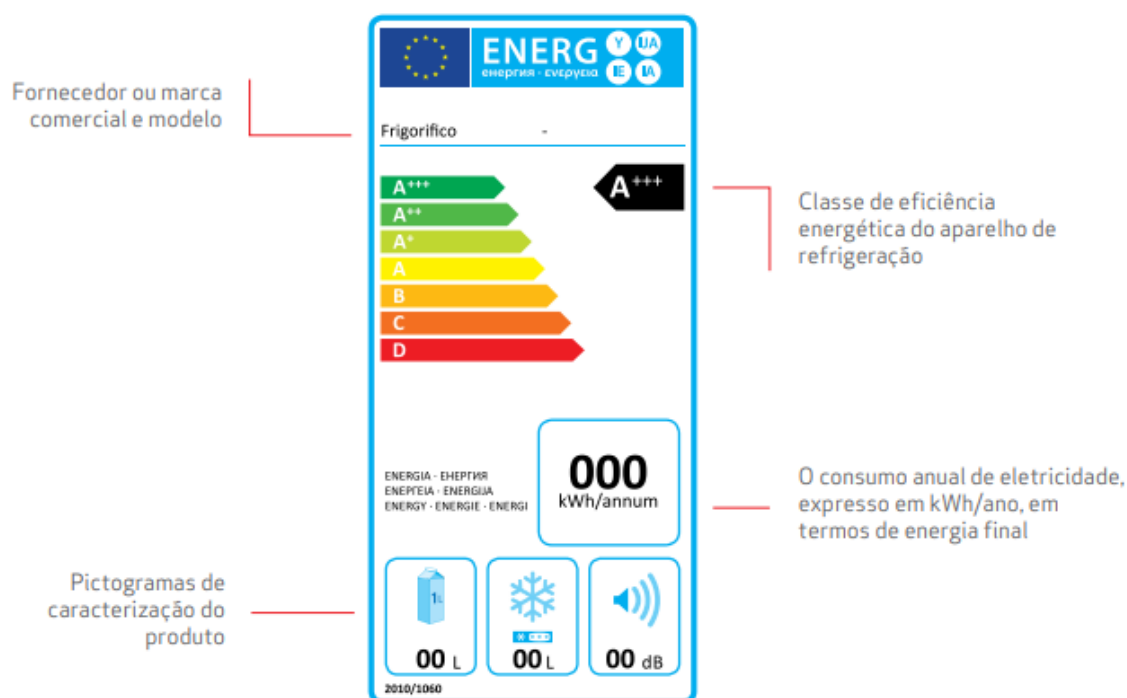 ENERG Y UA
енергия · ενεργεια IE IA
Fornecedor ou marca
comercial e modelo
Frigorifico -
A+++
A+++
A++
A+
A
B
C
D
Classe de eficiência
energética do aparelho de
refrigeração
ENERGIA · ЕНЕРГИЯ
ΕΝΕΡΓΕΙΑ · ENERGIJA
ENERGY · ENERGIE · ENERGI
000
kWh/annum
O consumo anual de eletricidade,
expresso em kWh/ano, em
termos de energia final
Pictogramas de
caracterização do
produto
1L
00 L
00 L
00 dB
2010/1060